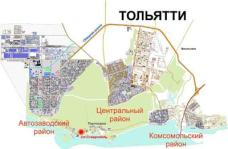 ТОЛЬЯТТИ
Центральный
район
Автозаводский
район
Комсомольский
район